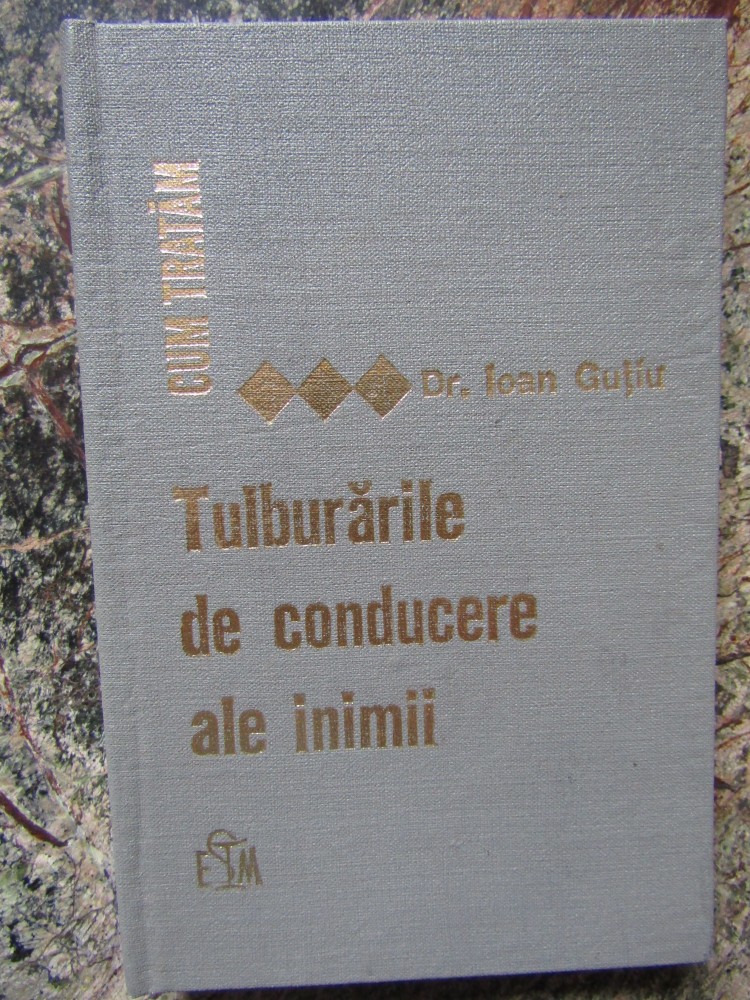 CUM TRATĂM
Dr. Ioan Guțiu
Tulburările
de conducere
ale inimii
ESM